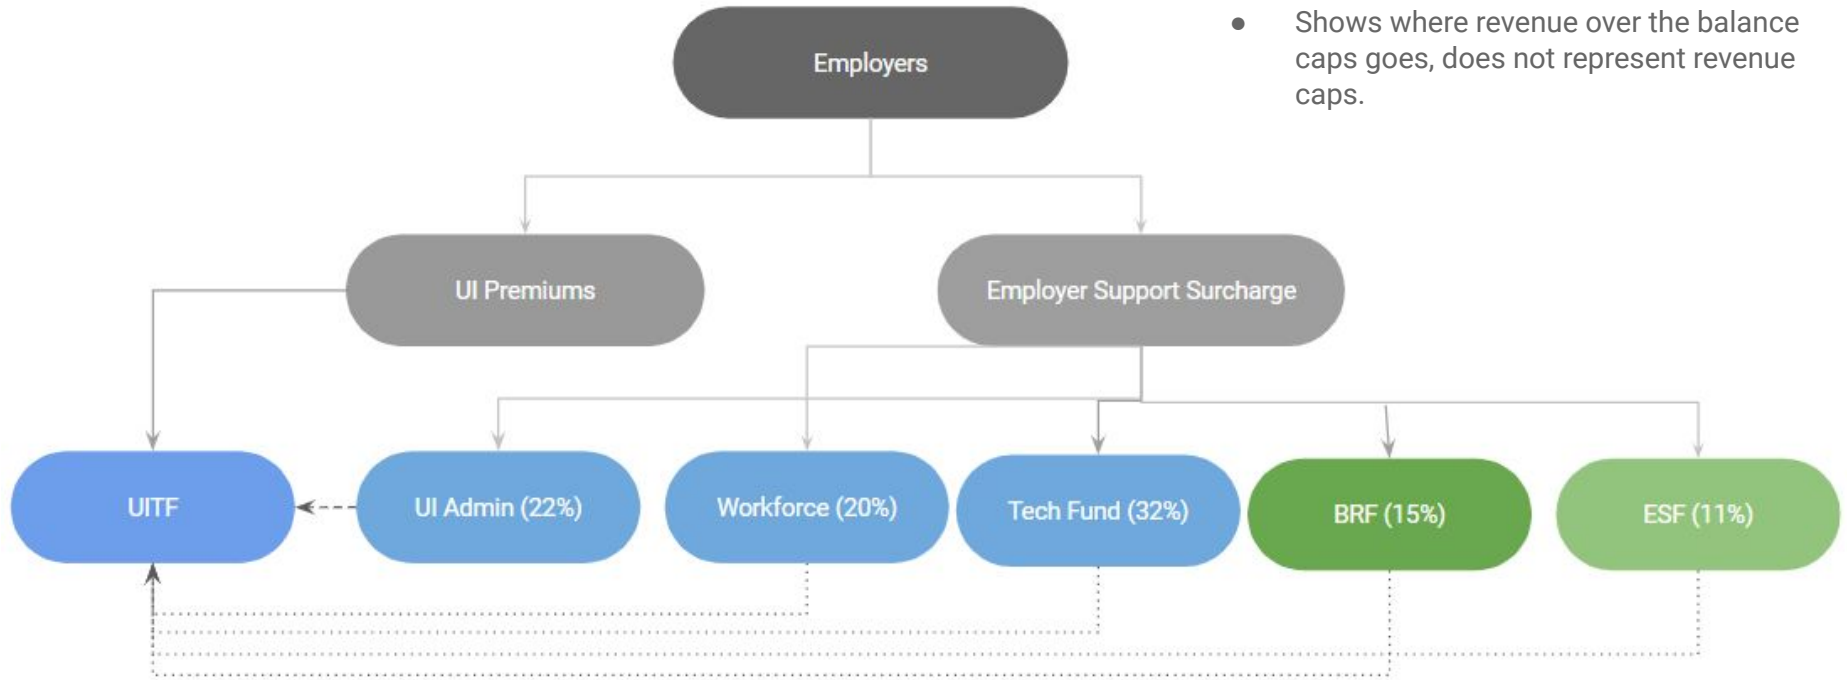 Employers
● Shows where revenue over the balance
caps goes, does not represent revenue
caps.
UI Premiums
Employer Support Surcharge
UITF
UI Admin (22%)
Workforce (20%)
Tech Fund (32%)
BRF (15%)
ESF (11%)